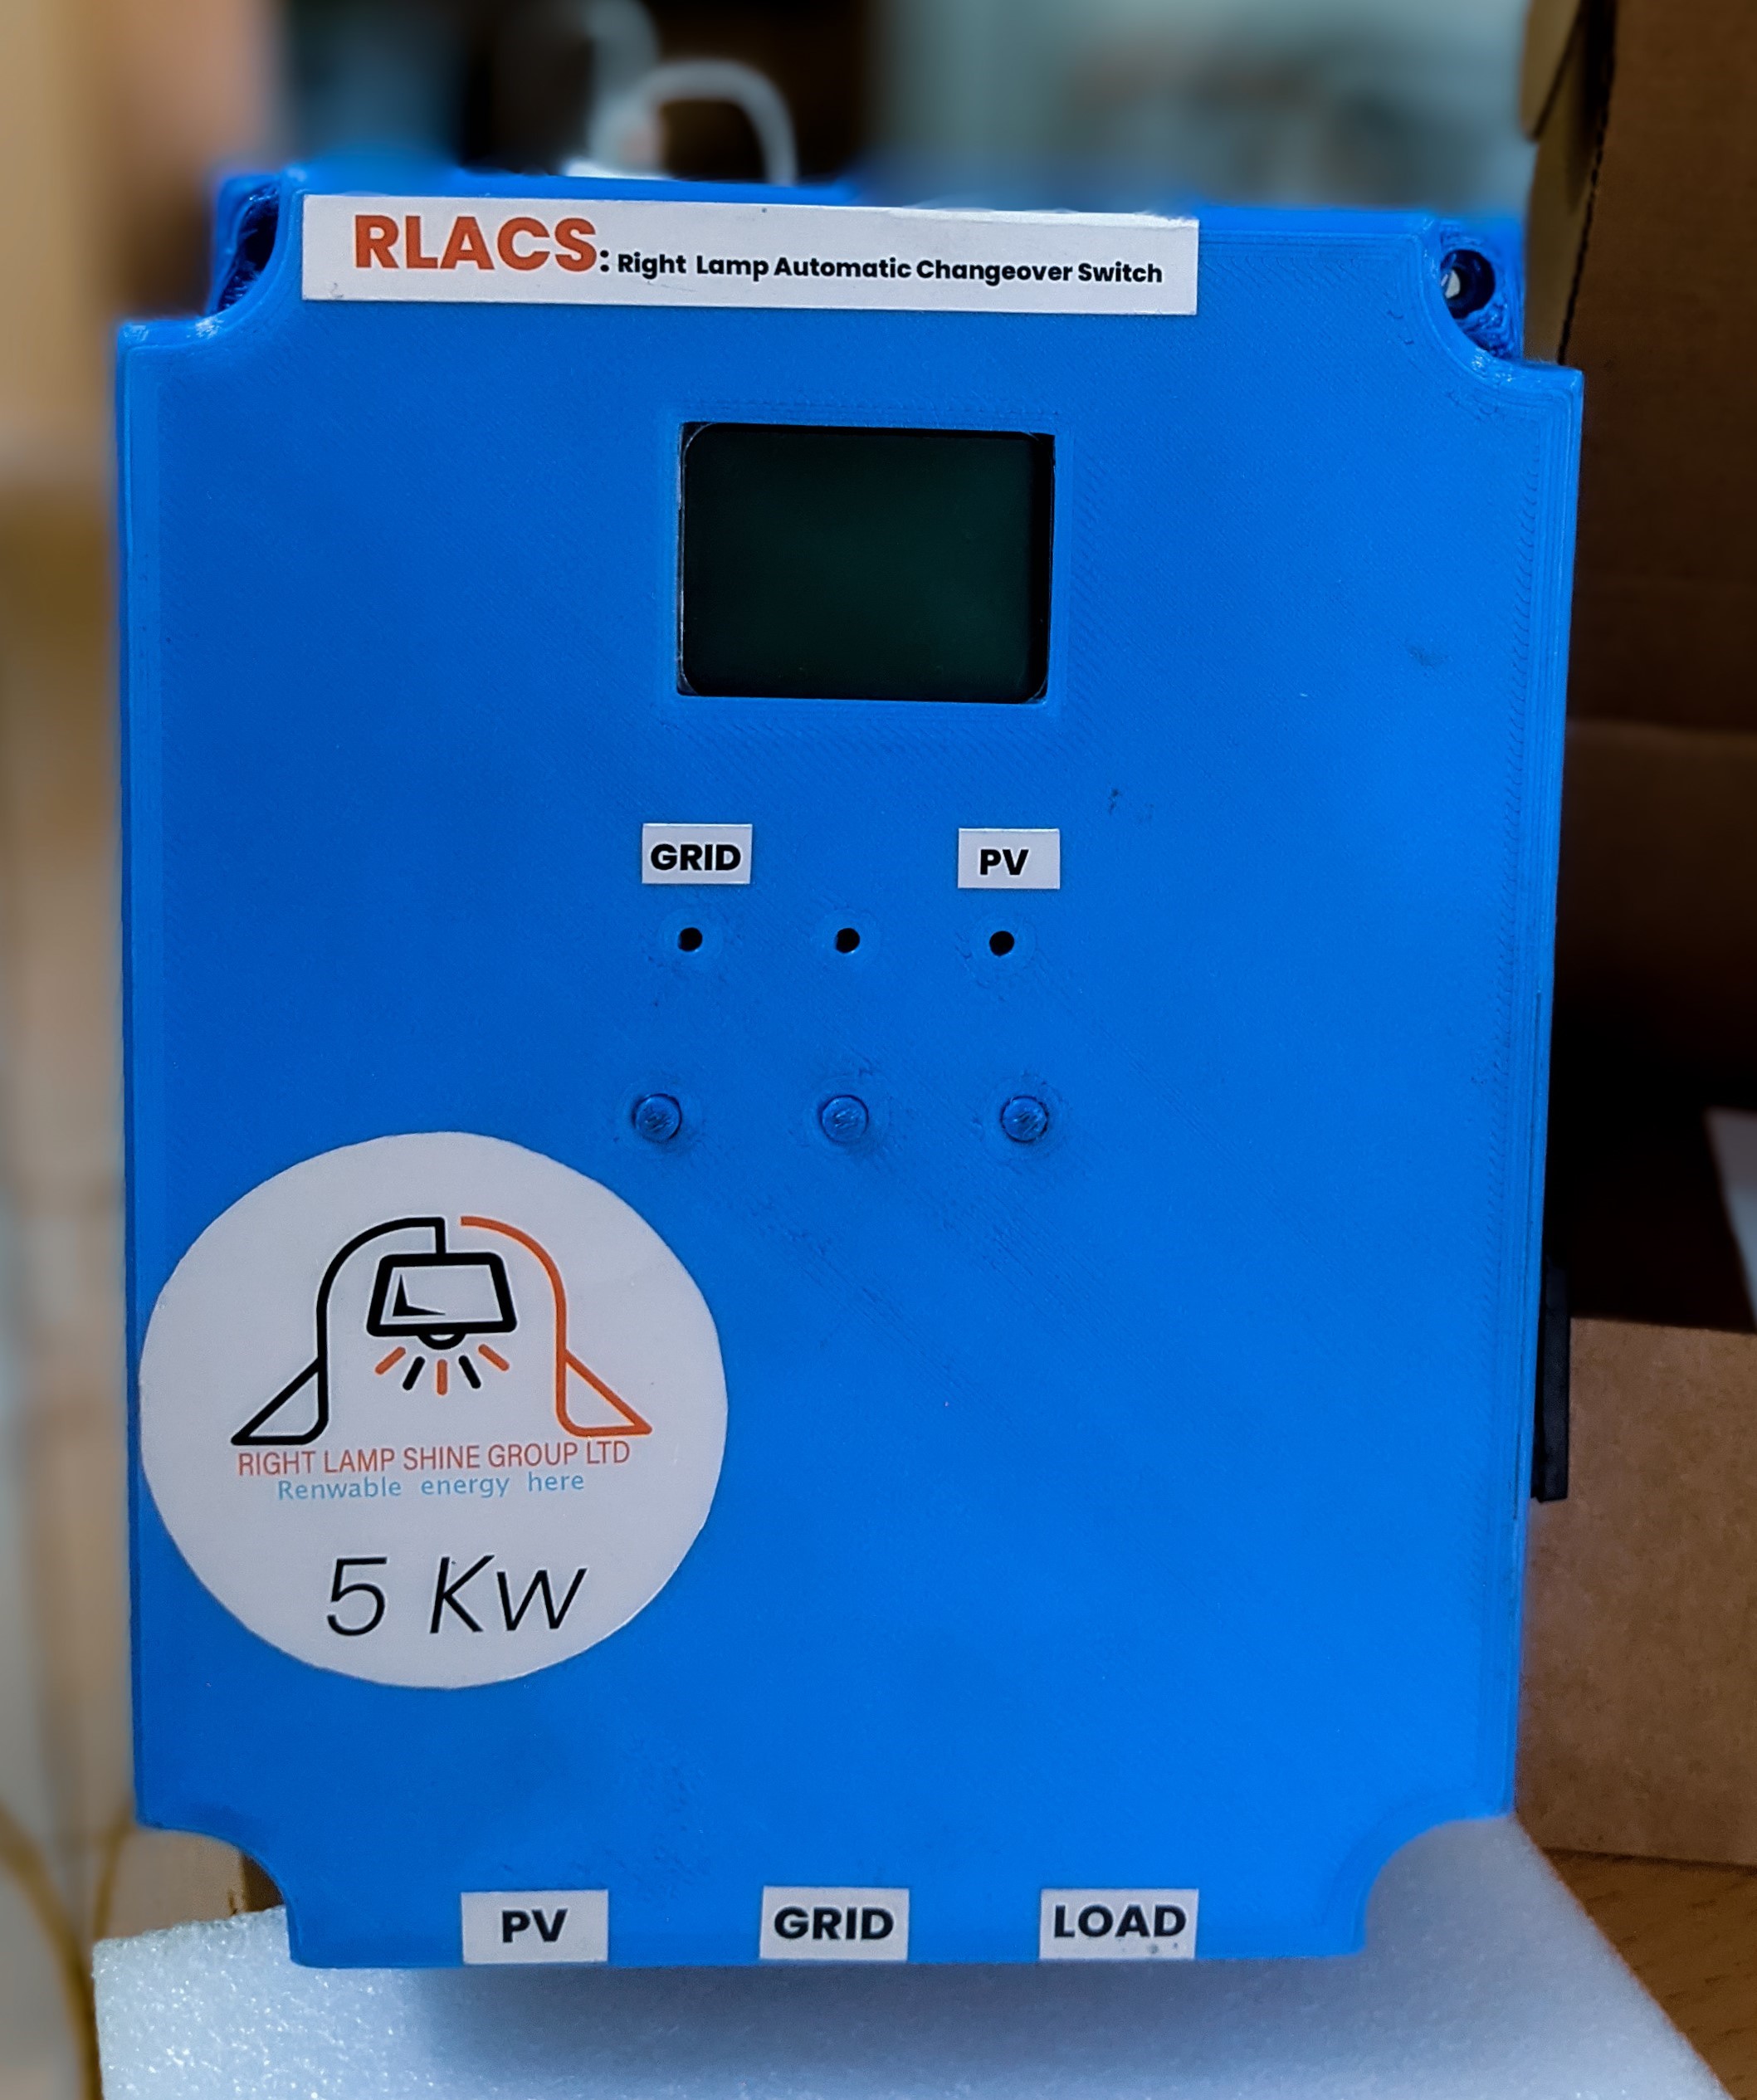 RLACS: Right Lamp Automatic Changeover Switch
GRID
PV
RIGHT LAMP SHINE GROUP LTD
Renwable energy here
5 Kw
PV
GRID
LOAD